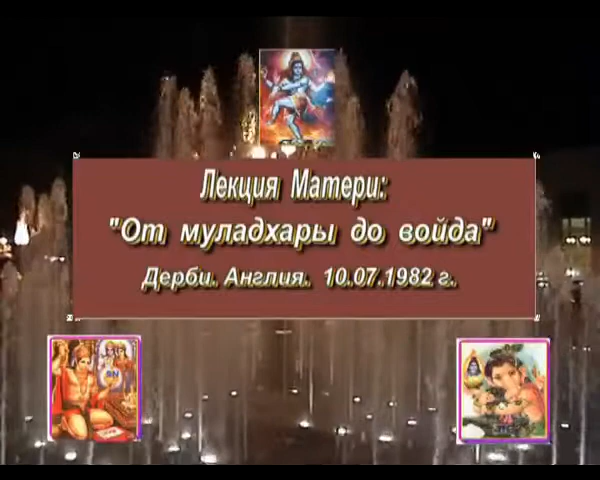 Лекция Матери:
"От муладхары до войда"
Дерби. Англия. 10.07.1982 г.